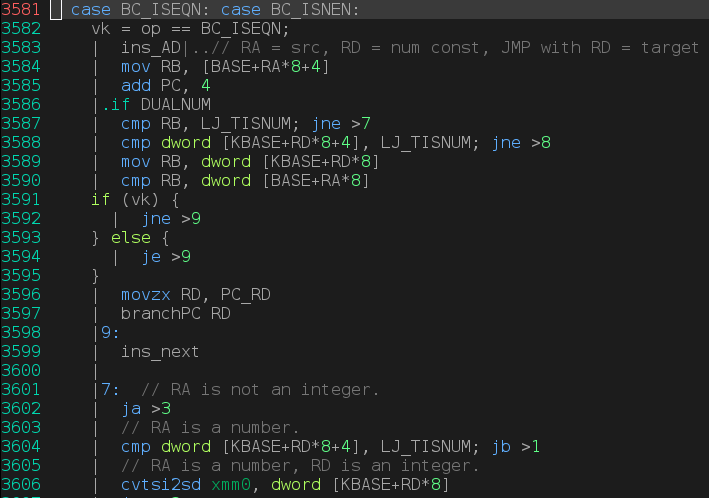 3581 case BC_ISEQN: case BC_ISNEN:
3582 vk = op == BC_ISEQN;
3583 | ins_AD|..// RA = src, RD = num const, JMP with RD = target
3584 | mov RB, [BASE+RA*8+4]
3585 | add PC, 4
3586 |.if DUALNUM
3587 | cmp RB, LJ_TISNUM; jne >7
3588 | cmp dword [KBASE+RD*8+4], LJ_TISNUM; jne >8
3589 | mov RB, dword [KBASE+RD*8]
3590 | cmp RB, dword [BASE+RA*8]
3591 if (vk) {
3592 | jne >9
3593 } else {
3594 | je >9
3595 }
3596 | movzx RD, PC_RD
3597 | branchPC RD
3598 |9:
3599 | ins_next
3600 |
3601 |7: // RA is not an integer.
3602 | ja >3
3603 | // RA is a number.
3604 | cmp dword [KBASE+RD*8+4], LJ_TISNUM; jb >1
3605 | // RA is a number, RD is an integer.
3606 | cvtsi2sd xmm0, dword [KBASE+RD*8]